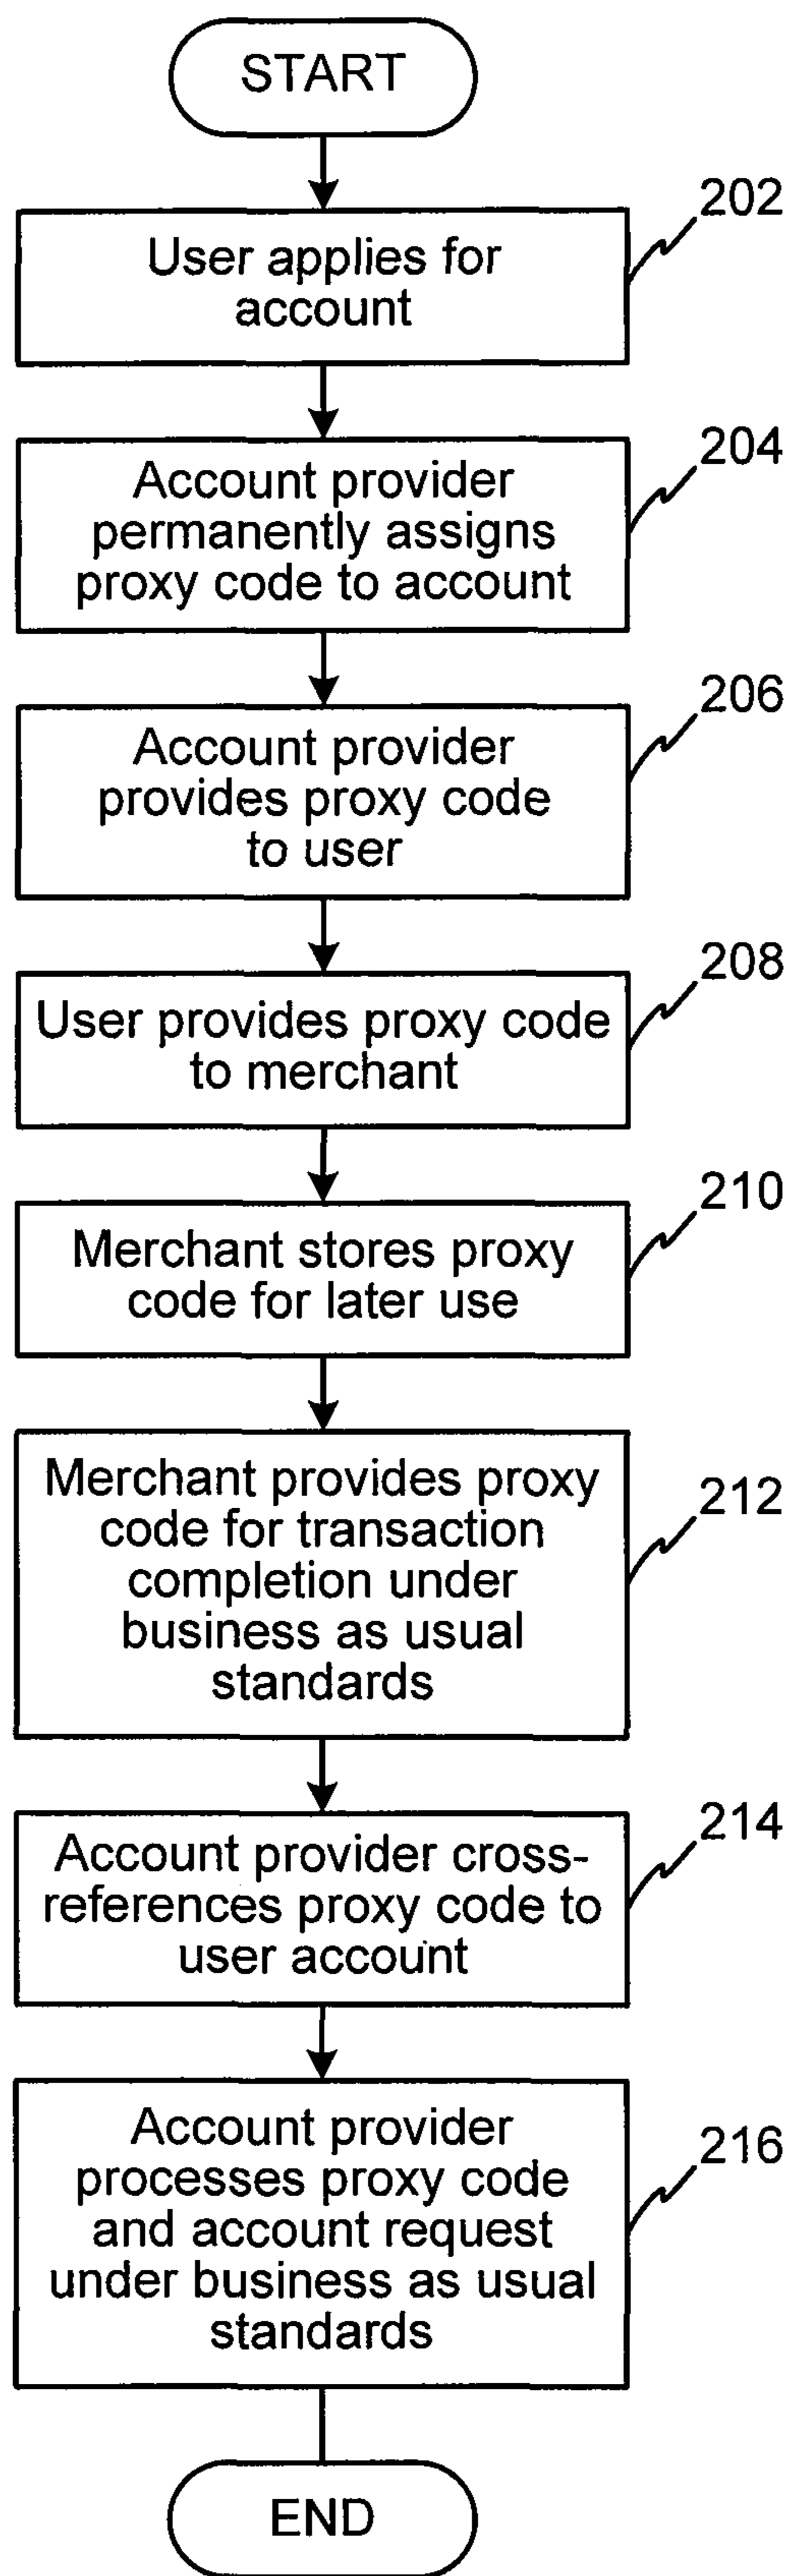 START
202
User applies for
account
204
Account provider
permanently assigns
proxy code to account
206
Account provider
provides proxy code
to user
208
User provides proxy code
to merchant
210
Merchant stores proxy
code for later use
212
Merchant provides proxy
code for transaction
completion under
business as usual
standards
214
Account provider cross-
references proxy code to
user account
216
Account provider
processes proxy code
and account request
under business as usual
standards
END